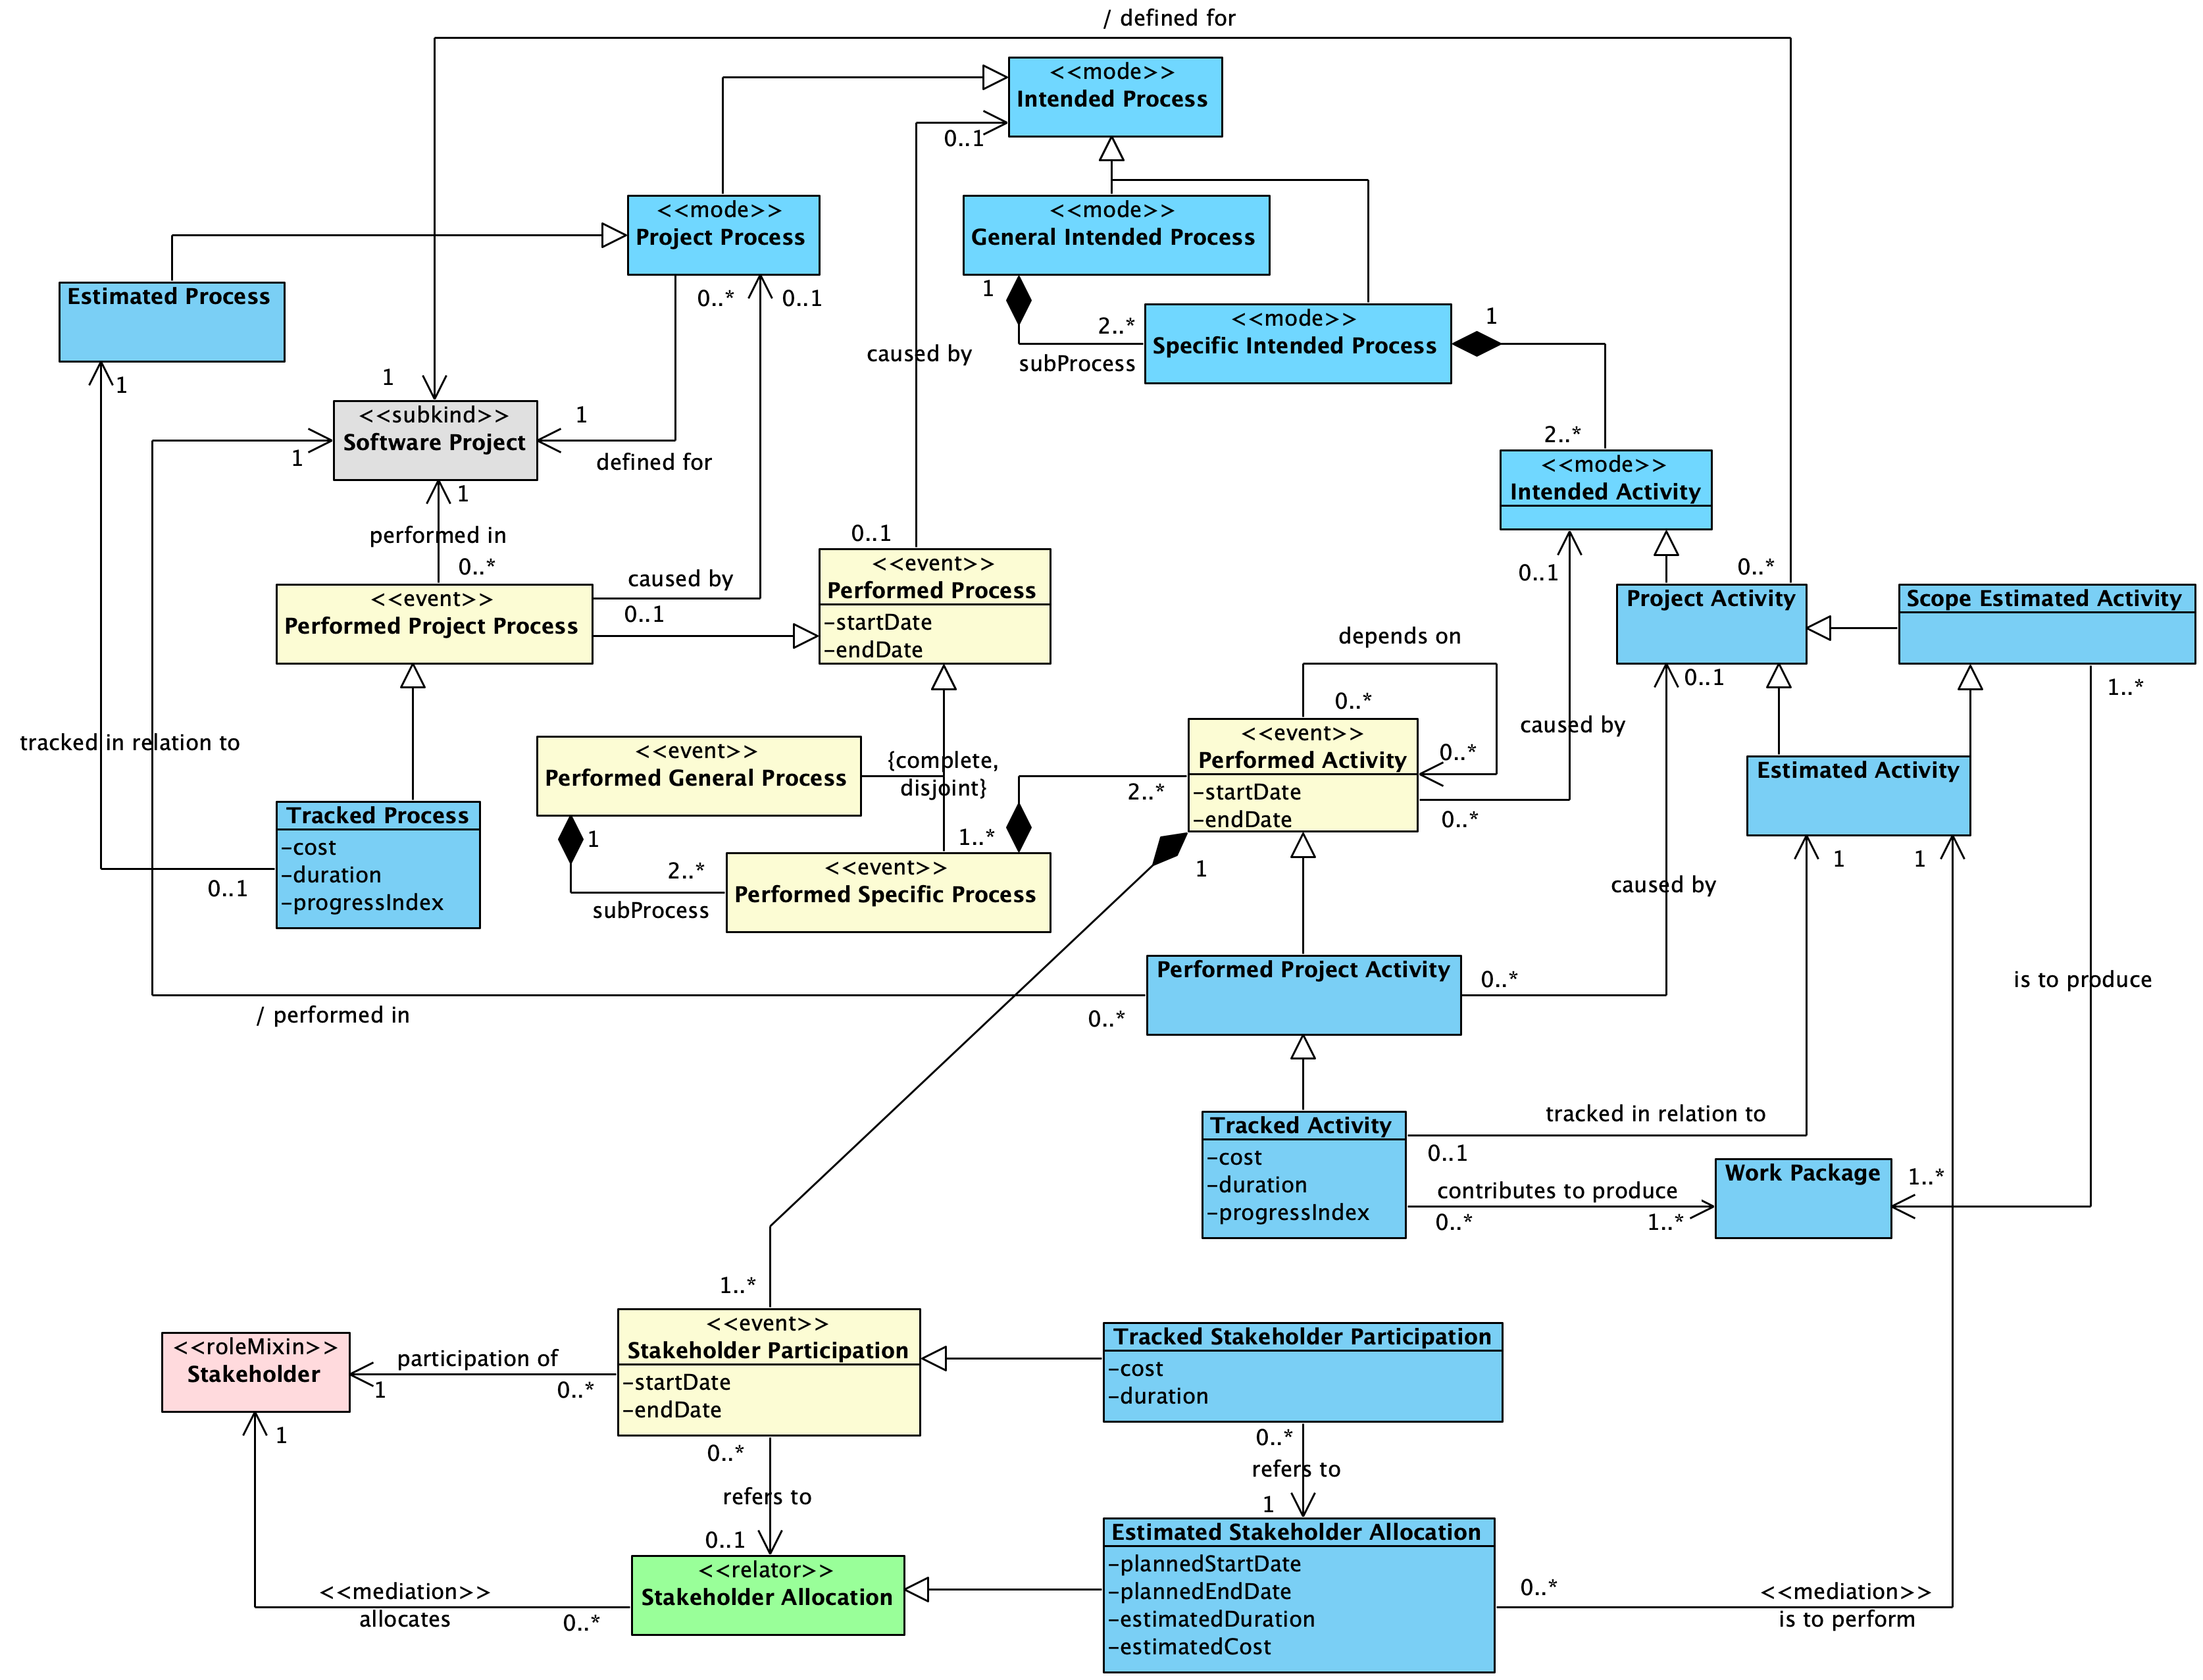 / defined for
<<mode>>
Intended Process
0..1
<<mode>>
Project Process
<<mode>>
General Intended Process
Estimated Process
0..*
0..1
1
2..*
subProcess
<<mode>>
Specific Intended Process
1
caused by
1
1
<<subkind>>
Software Project
1
1
defined for
2..*
<<mode>>
Intended Activity
1
performed in
0..*
0..1
<<event>>
Performed Process
-startDate
-endDate
<<event>>
Performed Project Process
caused by
0..1
0..1
0..*
Project Activity
Scope Estimated Activity
depends on
0..*
0..1
1..*
caused by
tracked in relation to
<<event>>
Performed General Process
{complete,
disjoint}
<<event>>
Performed Activity
-startDate
-endDate
0..*
0..*
2..*
Estimated Activity
Tracked Process
-cost
-duration
-progressIndex
0..1
1
2..*
subProcess
1..*
<<event>>
Performed Specific Process
1
1
1
caused by
Performed Project Activity
0..*
is to produce
/ performed in
0..*
Tracked Activity
-cost
-duration
-progressIndex
tracked in relation to
0..1
contributes to produce
0..*
1..*
Work Package
1..*
1..*
<<roleMixin>>
Stakeholder
participation of
1
0..*
<<event>>
Stakeholder Participation
-startDate
-endDate
Tracked Stakeholder Participation
-cost
-duration
1
0..*
refers to
0..1
0..*
refers to
1
<<relator>>
Stakeholder Allocation
<<mediation>>
allocates
0..*
Estimated Stakeholder Allocation
-plannedStartDate
-plannedEndDate
-estimatedDuration
-estimatedCost
0..*
<<mediation>>
is to perform